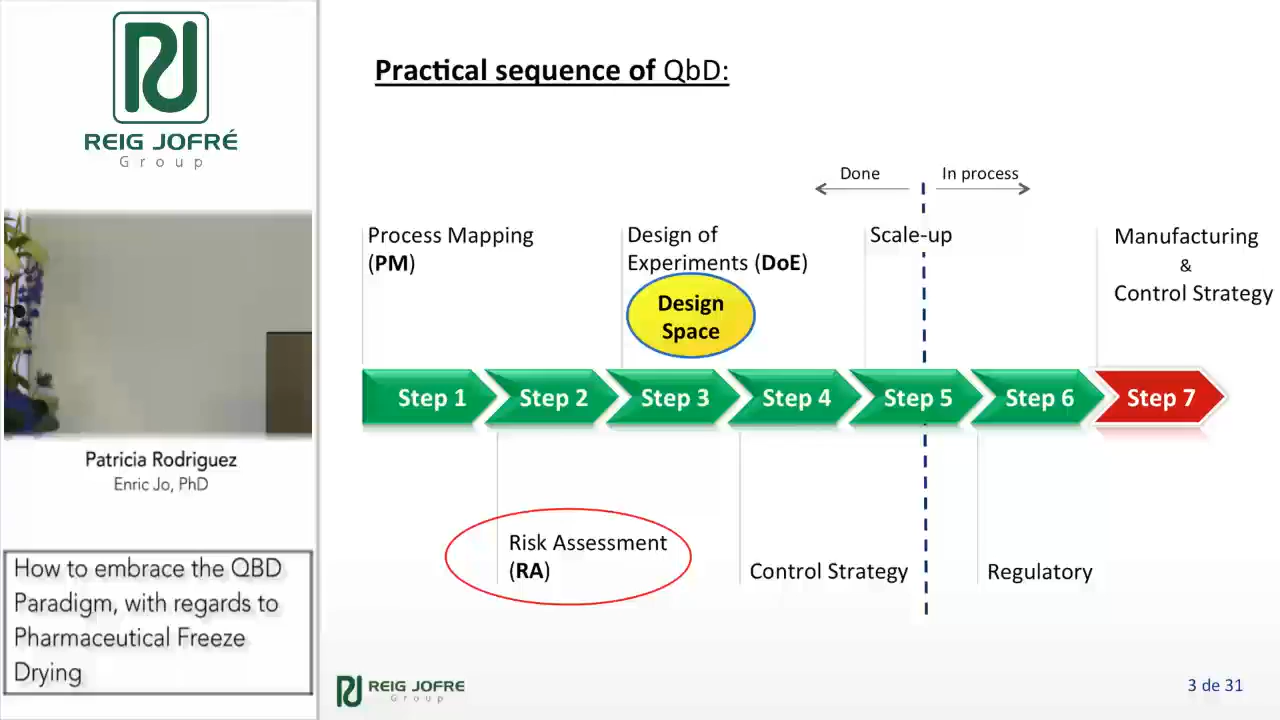 REIG JOFRÉ
Group
Patricia Rodriguez
Enric Jo, PhD
How to embrace the QBD
Paradigm, with regards to
Pharmaceutical Freeze
Drying
Practical sequence of QbD:
Done
In process
Process Mapping
(PM)
Design of
Experiments (DoE)
Design
Space
Scale-up
Manufacturing
&
Control Strategy
Step 1
Step 2
Step 3
Step 4
Step 5
Step 6
Step 7
Risk Assessment
(RA)
Control Strategy
Regulatory
REIG JOFRE
Group
3 de 31